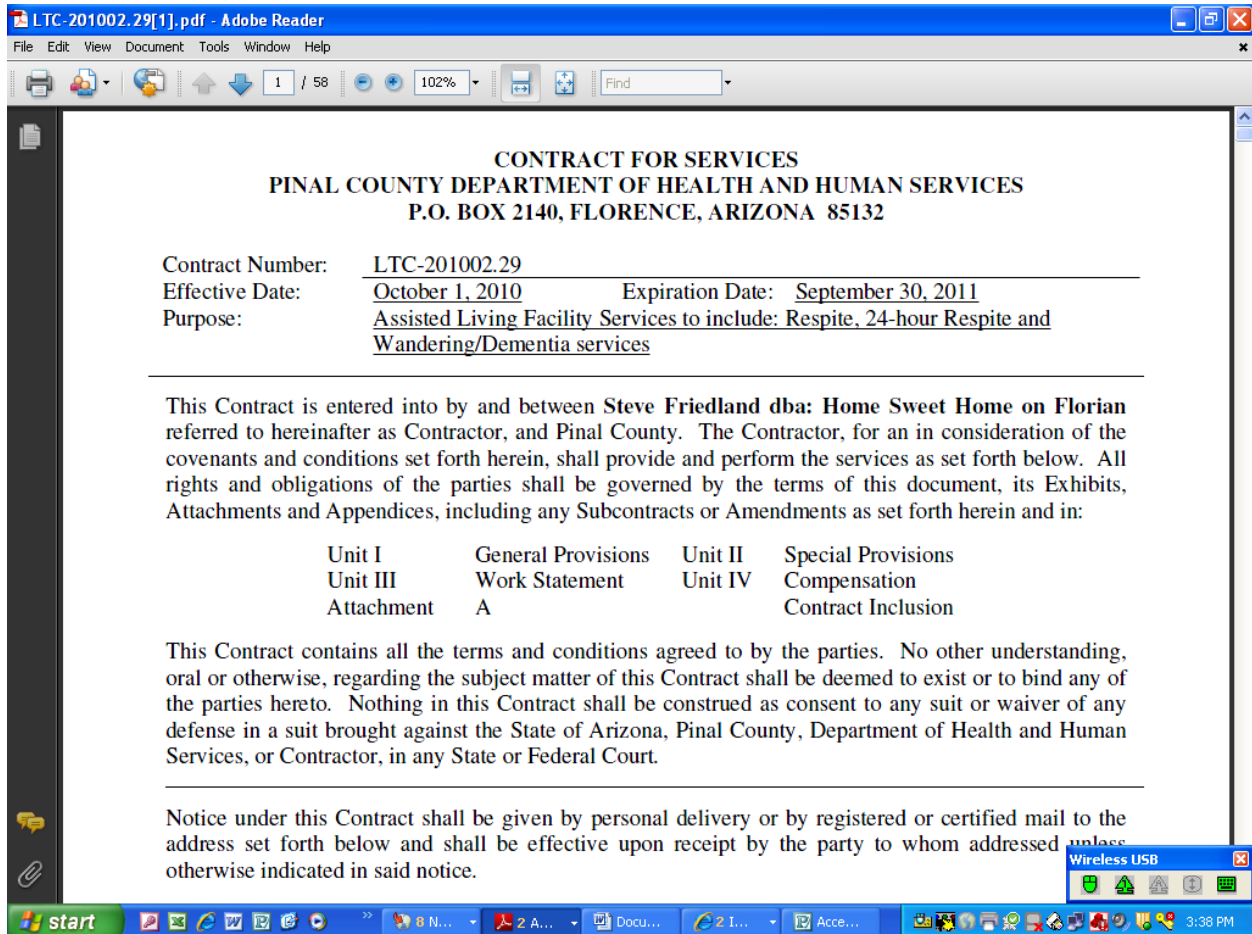 LTC-201002.29[1].pdf - Adobe Reader
File Edit View Document Tools Window Help
1 / 58 102% Find
CONTRACT FOR SERVICES
PINAL COUNTY DEPARTMENT OF HEALTH AND HUMAN SERVICES
P.O. BOX 2140, FLORENCE, ARIZONA 85132
Contract Number: LTC-201002.29
Effective Date: October 1, 2010 Expiration Date: September 30, 2011
Purpose: Assisted Living Facility Services to include: Respite, 24-hour Respite and
Wandering/Dementia services
This Contract is entered into by and between Steve Friedland dba: Home Sweet Home on Florian
referred to hereinafter as Contractor, and Pinal County. The Contractor, for an in consideration of the
covenants and conditions set forth herein, shall provide and perform the services as set forth below. All
rights and obligations of the parties shall be governed by the terms of this document, its Exhibits,
Attachments and Appendices, including any Subcontracts or Amendments as set forth herein and in:
Unit I General Provisions Unit II Special Provisions
Unit III Work Statement Unit IV Compensation
Attachment A Contract Inclusion
This Contract contains all the terms and conditions agreed to by the parties. No other understanding,
oral or otherwise, regarding the subject matter of this Contract shall be deemed to exist or to bind any of
the parties hereto. Nothing in this Contract shall be construed as consent to any suit or waiver of any
defense in a suit brought against the State of Arizona, Pinal County, Department of Health and Human
Services, or Contractor, in any State or Federal Court.
Notice under this Contract shall be given by personal delivery or by registered or certified mail to the
address set forth below and shall be effective upon receipt by the party to whom addressed unless
otherwise indicated in said notice.
Wireless USB
start 8 N... 2 A... Docu... 2 I... Acce... 3:38 PM